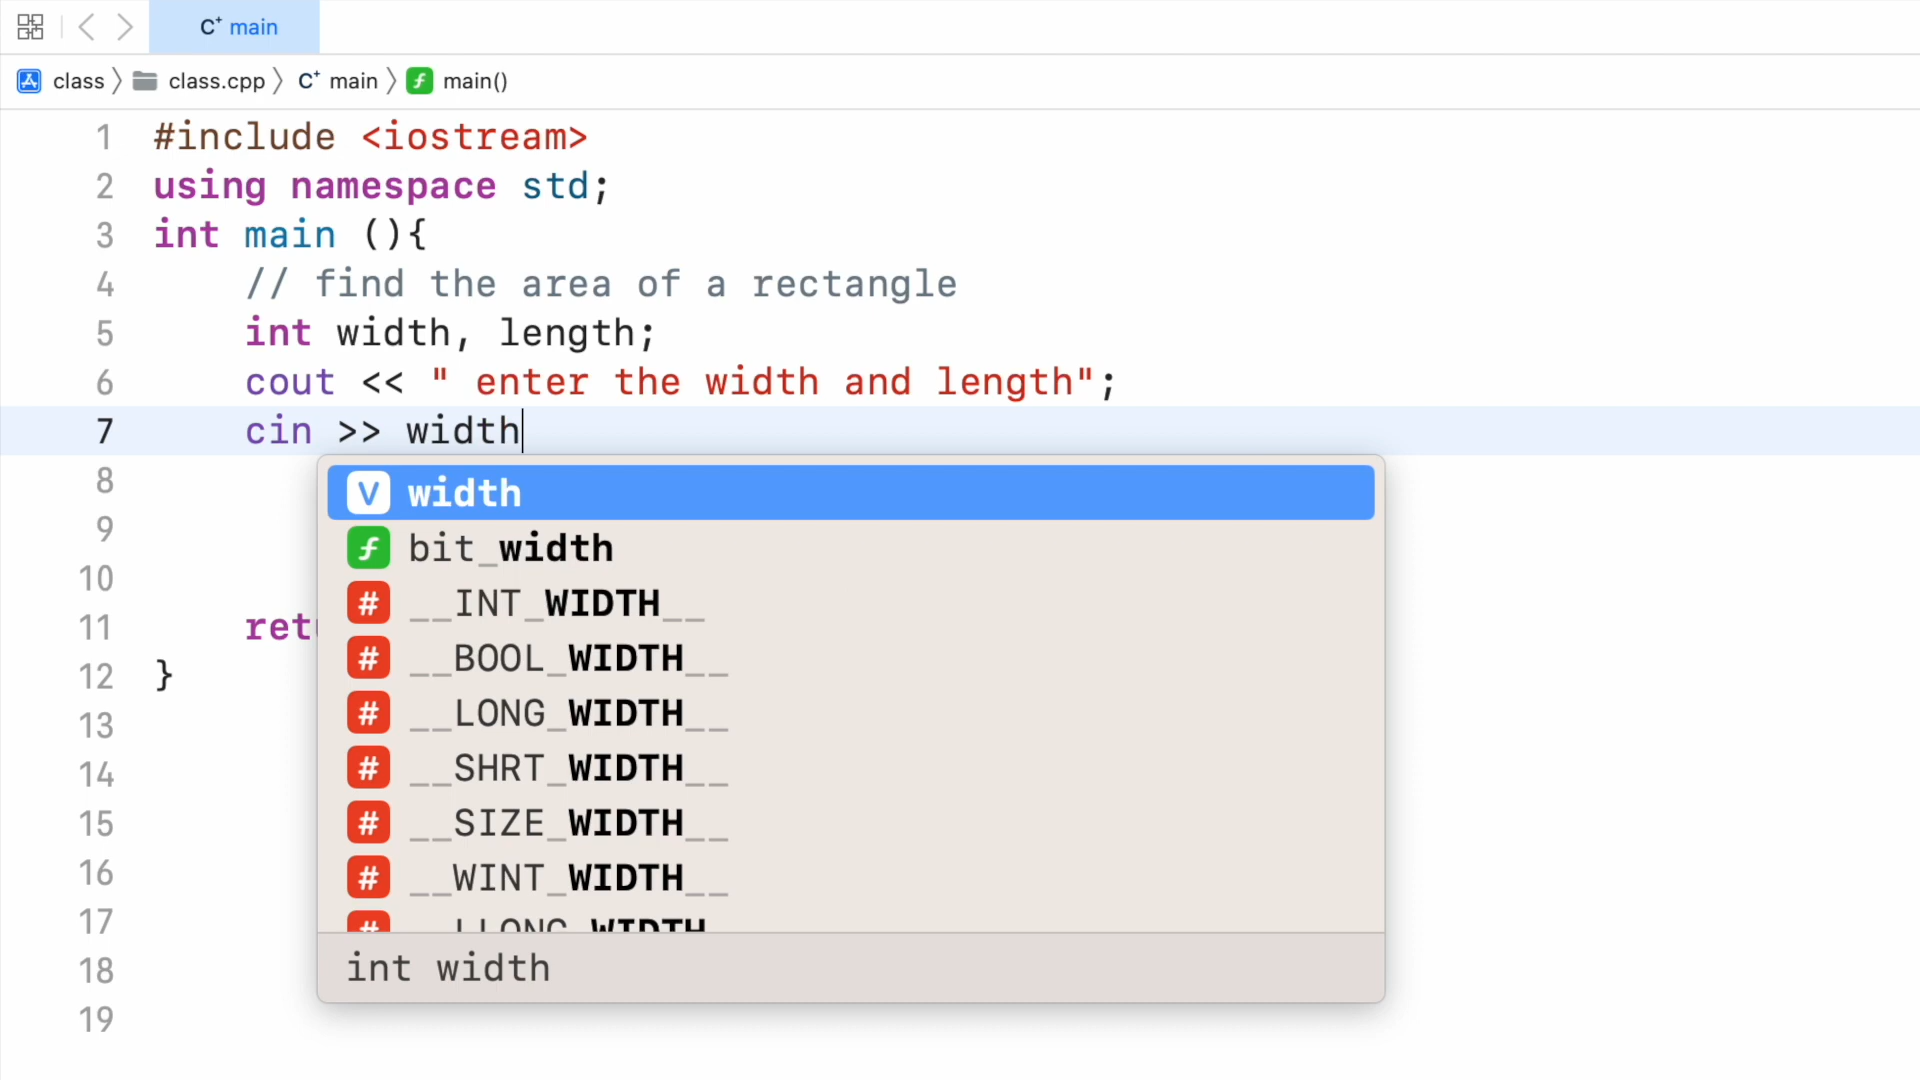 C+ main
class 〉 class.cpp 〉 C+ main 〉 f main()
1 #include <iostream>
2 using namespace std;
3 int main (){
4 // find the area of a rectangle
5 int width, length;
6 cout << " enter the width and length";
7 cin >> width
8
V width
9
f bit_width
10
# __INT_WIDTH__
11 ret
# __BOOL_WIDTH__
12 }
# __LONG_WIDTH__
13
14
# __SHRT_WIDTH__
15
# __SIZE_WIDTH__
16
# __WINT_WIDTH__
17
# __LLONG_WIDTH__
18
int width
19